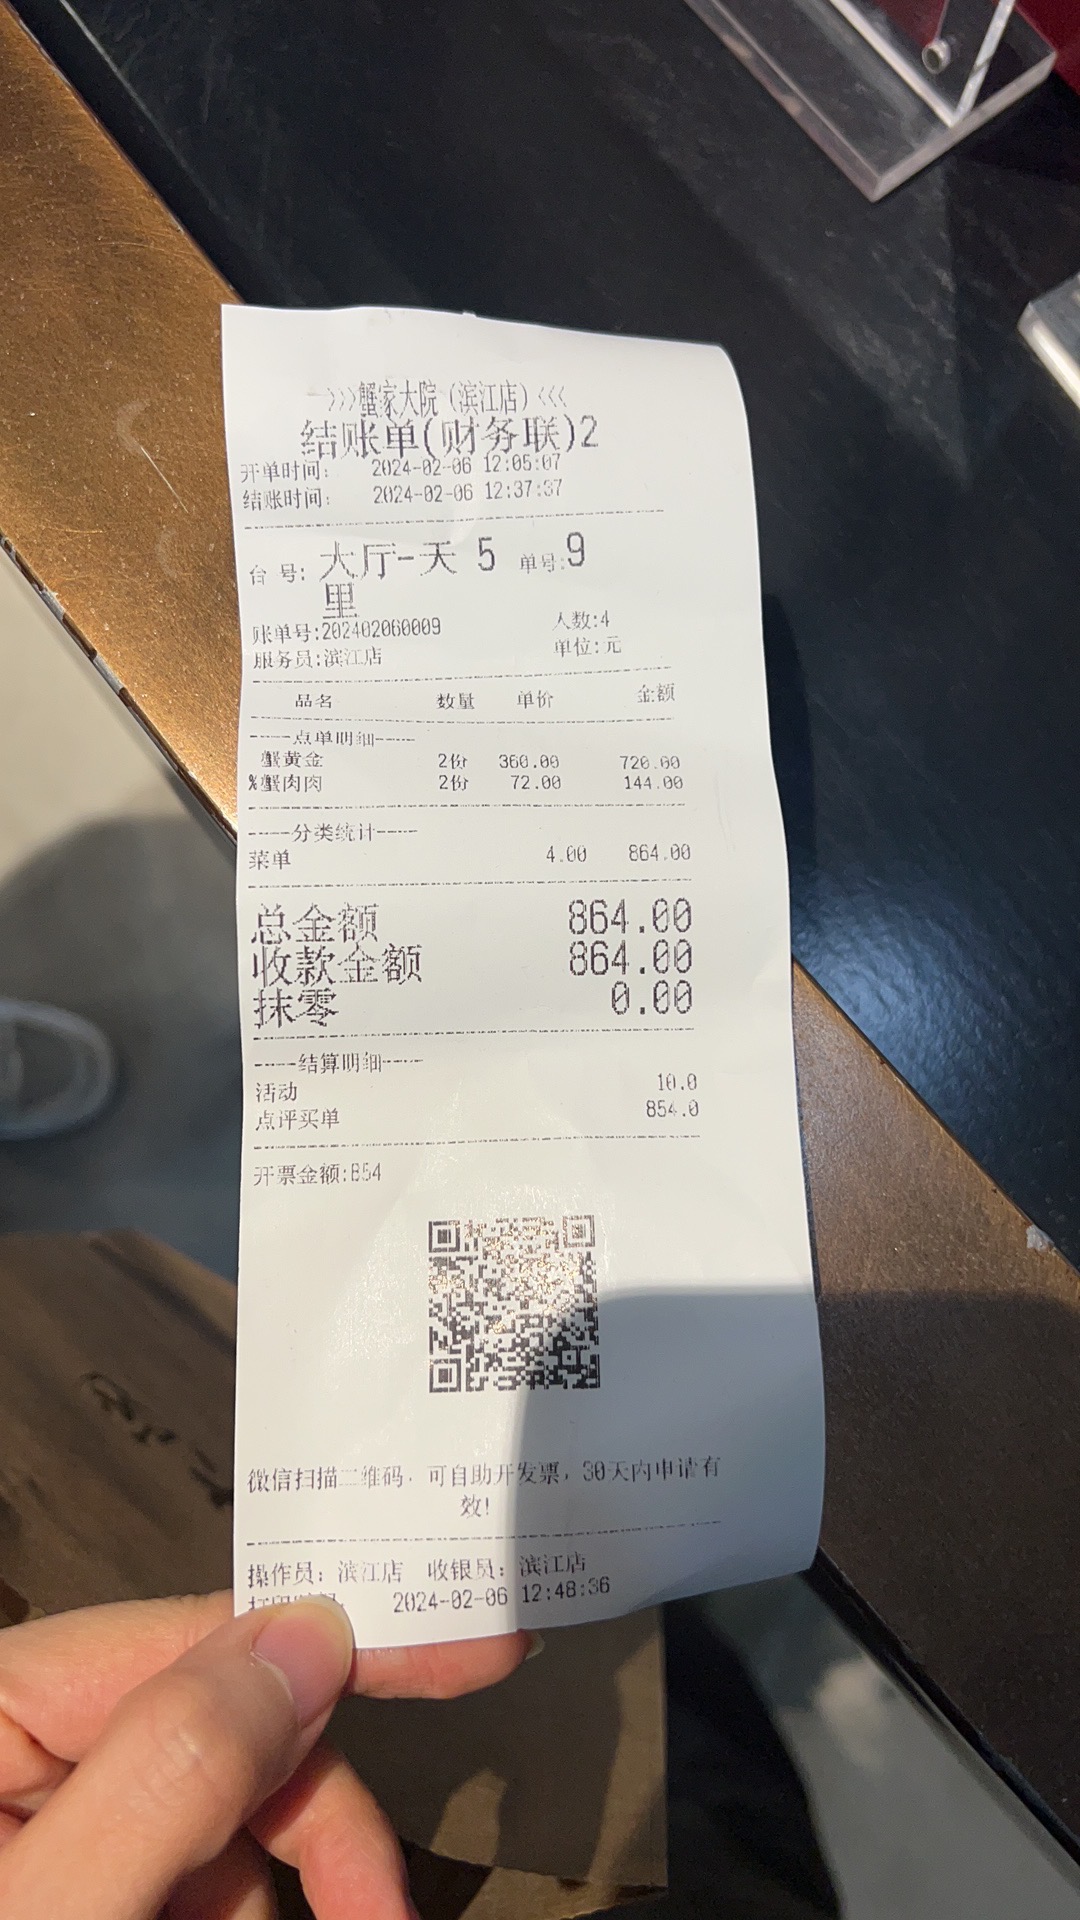 >>>蟹家大院（滨江店）<<<
结账单(财务联)2
开单时间: 2024-02-06 12:05:07
结账时间: 2024-02-06 12:37:37
台 号: 大厅-天 5 单号:9
里
账单号:202402060009 人数:4
服务员:滨江店 单位:元
品名 数量 单价 金额
----点单明细----
蟹黄金 2份 360.00 720.00
%蟹肉肉 2份 72.00 144.00
----分类统计----
菜单 4.00 864.00
总金额 864.00
收款金额 864.00
抹零 0.00
----结算明细----
活动 10.0
点评买单 854.0
开票金额:854
微信扫描二维码，可自助开发票，30天内申请有
效!
操作员: 滨江店 收银员: 滨江店
2024-02-06 12:48:36